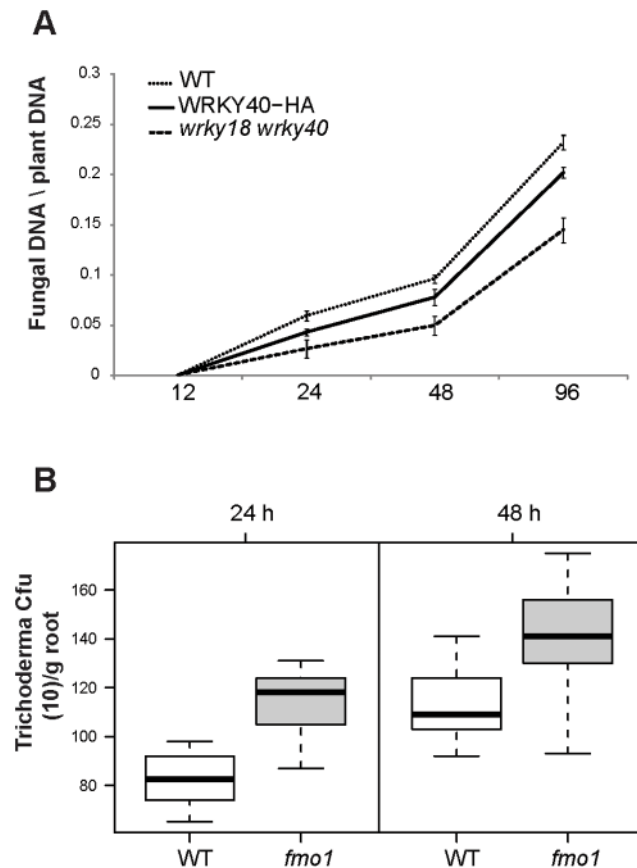 A
Fungal DNA \ plant DNA
0.3
0.25
0.2
0.15
0.1
0.05
0
WT
WRKY40-HA
wrky18 wrky40
12 24 48 96
B
24 h 48 h
Trichoderma Cfu
(10)/g root
160
140
120
100
80
WT fmo1 WT fmo1